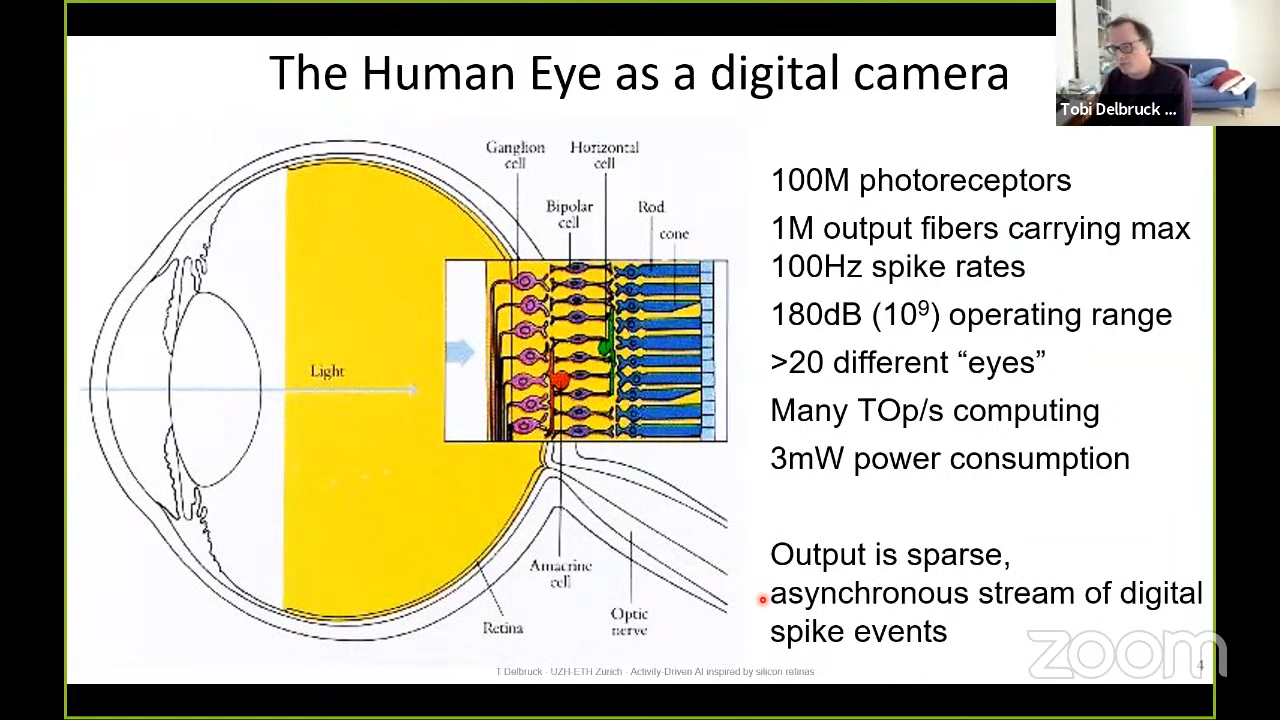 The Human Eye as a digital camera
Tobi Delbruck ...
Ganglion
cell
Horizontal
cell
Bipolar
cell
Rod
cone
Light
Amacrine
cell
Retina
Optic
nerve
100M photoreceptors
1M output fibers carrying max
100Hz spike rates
180dB (10⁹) operating range
>20 different “eyes”
Many TOp/s computing
3mW power consumption
Output is sparse,
asynchronous stream of digital
spike events
T Delbruck - UZH-ETH Zurich - Activity-Driven AI inspired by silicon retinas
4
zoom